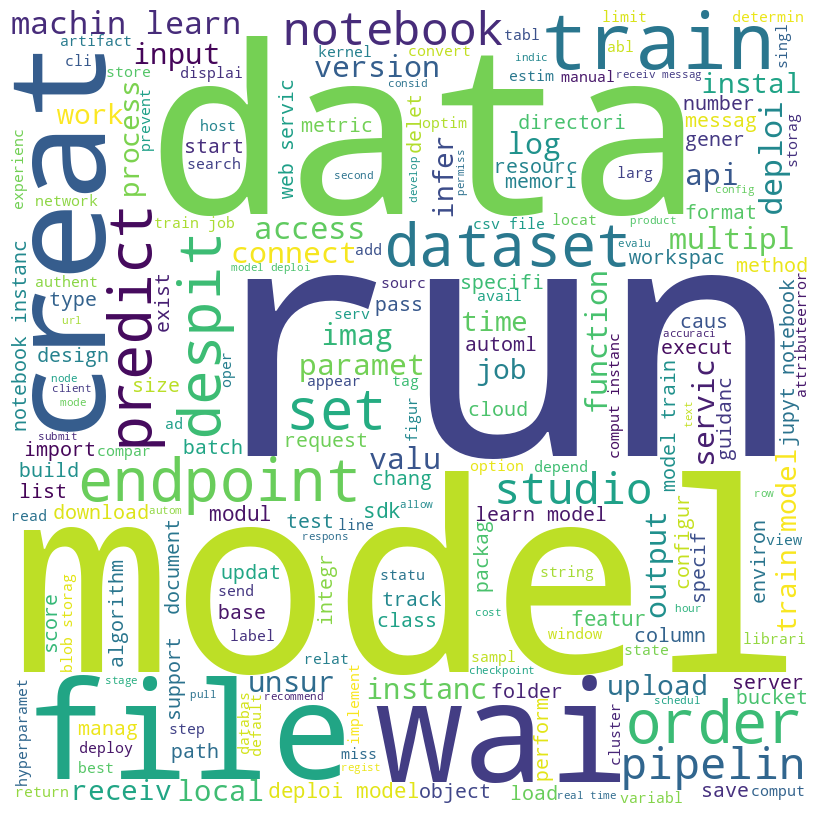 machin learn
notebook
train
limit
determin
tabl
abl
singl
artifact
cli
input
kernel
convert
indic
receiv messag
store
displai
version
consid
estim
manual
instal
creat
data
work
process
prevent
host
start
search
metric
delet
optim
directori
number
messag
gener
storag
web servic
log
resourc
memori
infer
larg
api
deploi
experienc
network
second
develop
permiss
config
train job
access
csv file
locat
product
format
notebook instanc
predict
despit
connect
add
dataset
evalu
multipl
workspac
method
authent
url
model deploi
run
sourc
specifi
type
exist
serv
pass
avail
time
function
caus
accuraci
execut
attributeerror
jupyt notebook
design
imag
automl
job
comput instanc
servic
guidanc
node
client
mode
size
oper
paramet
appear
tag
cloud
text
model train
submit
ad
set
figur
import
compar
batch
request
valu
option
depend
build
list
endpoint
chang
studio
row
read
download
autom
modul
test
line
sdk
allow
learn model
packag
output
configur
specif
environ
view
train model
respons
model
document
updat
send
base
label
integr
statu
track
class
string
cost
window
hour
featur
column
librari
score
blob storag
algorithm
support
relat
sampl
state
stage
pull
unsur
checkpoint
hyperparamet
file
recommend
implement
instanc
folder
wai
schedul
upload
server
bucket
manag
step
databas
default
order
deploy
path
miss
regist
perform
cluster
pipelin
best
return
receiv
local
deploi model
object
load
real time
variabl
save
comput